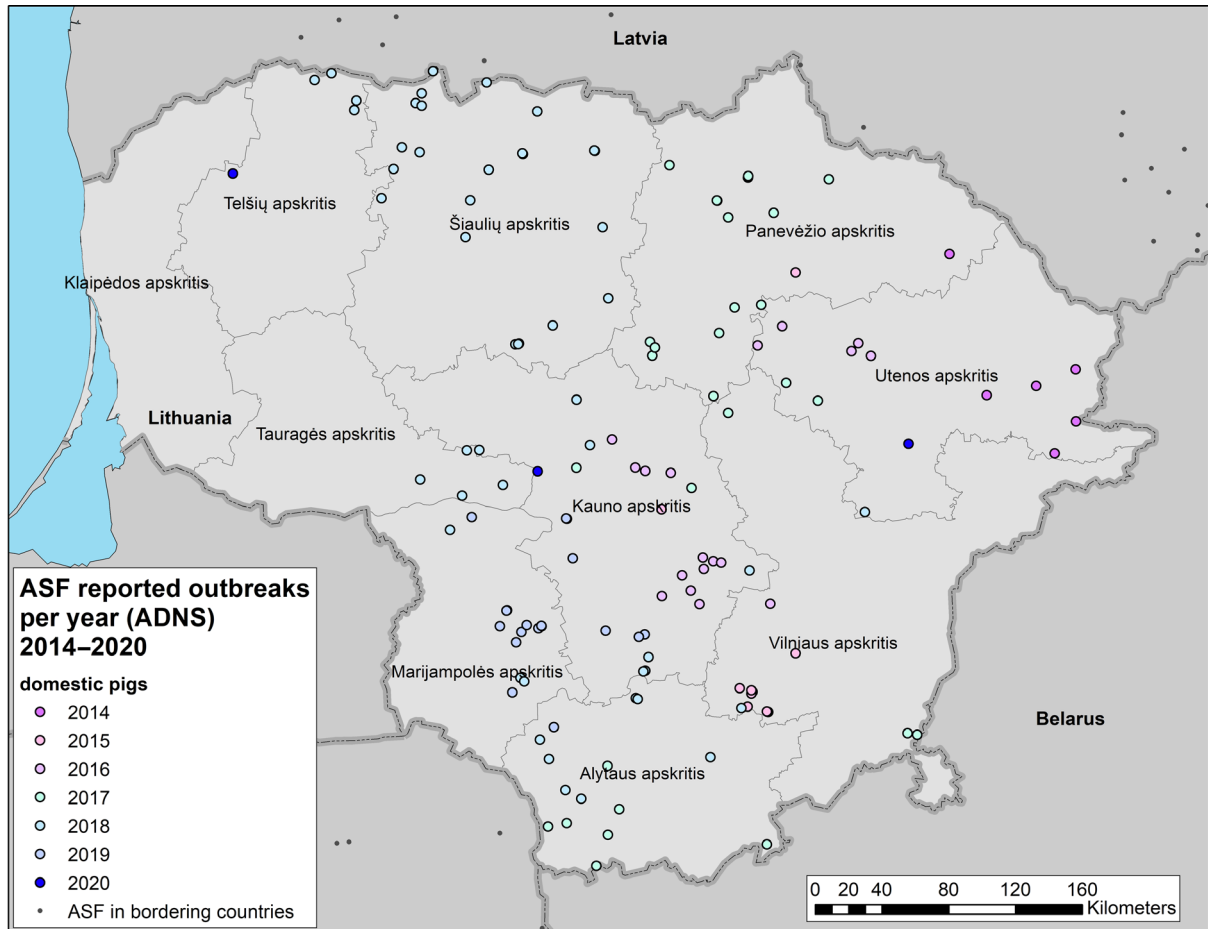 Latvia
Telšių apskritis
Šiaulių apskritis
Panevėžio apskritis
Klaipėdos apskritis
Utenos apskritis
Lithuania
Tauragės apskritis
Kauno apskritis
Vilniaus apskritis
Marijampolės apskritis
Belarus
Alytaus apskritis
ASF reported outbreaks
per year (ADNS)
2014–2020
domestic pigs
2014
2015
2016
2017
2018
2019
2020
ASF in bordering countries
0 20 40 80 120 160
Kilometers